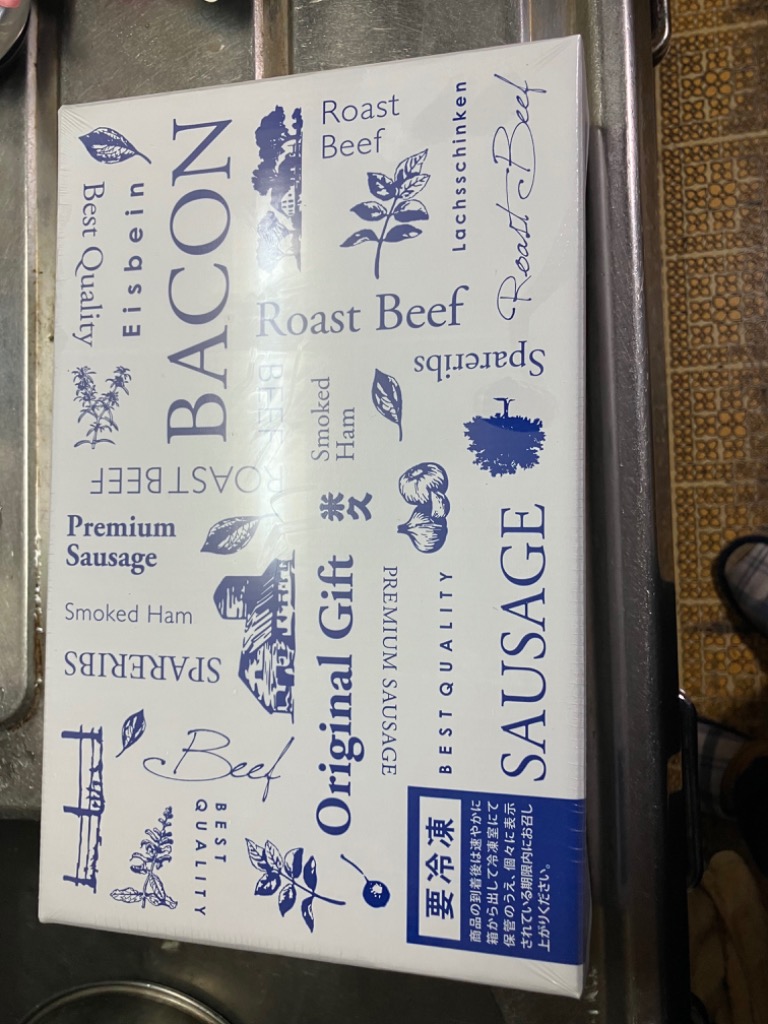 Roast
Beef
Lachsschinken
Roast Beef
Best Quality
Eisbein
BACON
Roast Beef
Spareribs
BEEF
Smoked
Ham
ROASTBEEF
米久
Premium
Sausage
Original Gift
PREMIUM SAUSAGE
BEST QUALITY
SAUSAGE
Smoked Ham
SPARERIBS
Beef
BEST
QUALITY
要冷凍
商品の到着後は速やかに
箱から出して冷凍室にて
保管のうえ、個々に表示
されている期限内にお召し
上がりください。